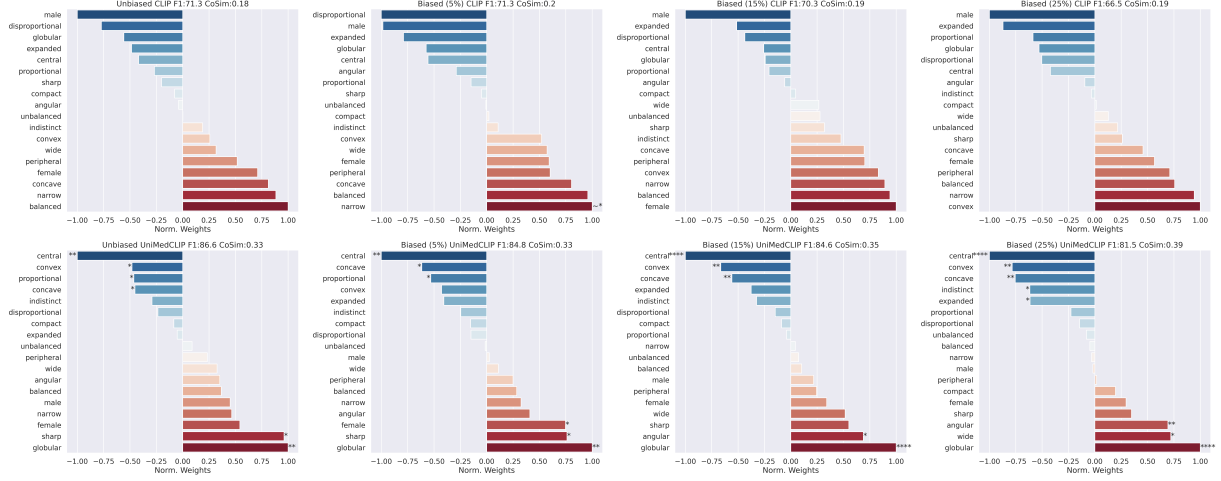 Unbiased CLIP F1:71.3 CoSim:0.18
male
disproportional
globular
expanded
central
proportional
sharp
compact
angular
unbalanced
indistinct
convex
wide
peripheral
female
concave
narrow
balanced
−1.00 −0.75 −0.50 −0.25 0.00 0.25 0.50 0.75 1.00
Norm. Weights
Biased (5%) CLIP F1:71.3 CoSim:0.2
disproportional
male
expanded
globular
central
angular
proportional
sharp
unbalanced
compact
indistinct
convex
wide
female
peripheral
concave
balanced
narrow ~*
−1.00 −0.75 −0.50 −0.25 0.00 0.25 0.50 0.75 1.00
Norm. Weights
Biased (15%) CLIP F1:70.3 CoSim:0.19
male
expanded
disproportional
central
globular
proportional
angular
compact
wide
unbalanced
sharp
indistinct
concave
peripheral
convex
narrow
balanced
female
−1.00 −0.75 −0.50 −0.25 0.00 0.25 0.50 0.75 1.00
Norm. Weights
Biased (25%) CLIP F1:66.5 CoSim:0.19
male
expanded
proportional
globular
disproportional
central
angular
indistinct
compact
wide
unbalanced
sharp
concave
female
peripheral
balanced
narrow
convex
−1.00 −0.75 −0.50 −0.25 0.00 0.25 0.50 0.75 1.00
Norm. Weights
Unbiased UniMedCLIP F1:86.6 CoSim:0.33
central **
convex *
proportional *
concave *
indistinct
disproportional
compact
expanded
unbalanced
peripheral
wide
angular
balanced
male
narrow
female
sharp *
globular **
−1.00 −0.75 −0.50 −0.25 0.00 0.25 0.50 0.75 1.00
Norm. Weights
Biased (5%) UniMedCLIP F1:84.8 CoSim:0.33
central **
concave *
proportional *
convex
expanded
indistinct
compact
disproportional
unbalanced
male
wide
peripheral
balanced
narrow
angular
female *
sharp *
globular **
−1.00 −0.75 −0.50 −0.25 0.00 0.25 0.50 0.75 1.00
Norm. Weights
Biased (15%) UniMedCLIP F1:84.6 CoSim:0.35
central ****
convex **
concave **
expanded
indistinct
disproportional
compact
proportional
narrow
unbalanced
balanced
male
peripheral
female
wide
sharp
angular *
globular ****
−1.00 −0.75 −0.50 −0.25 0.00 0.25 0.50 0.75 1.00
Norm. Weights
Biased (25%) UniMedCLIP F1:81.5 CoSim:0.39
central ****
convex **
concave **
indistinct *
expanded *
proportional
disproportional
unbalanced
balanced
narrow
male
peripheral
compact
female
sharp
angular **
wide *
globular ****
−1.00 −0.75 −0.50 −0.25 0.00 0.25 0.50 0.75 1.00
Norm. Weights